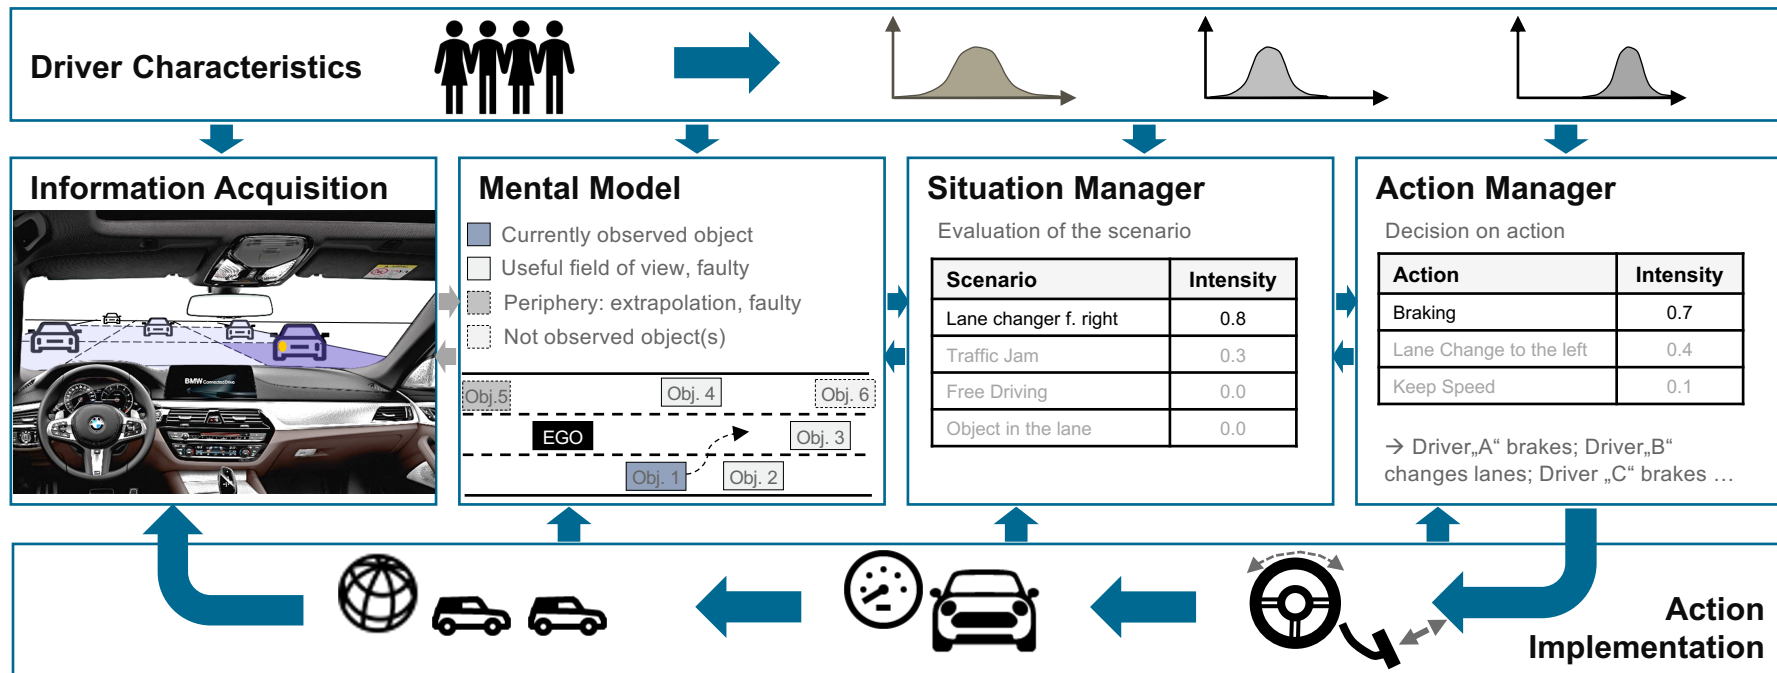 Driver Characteristics
Information Acquisition
BMW ConnectedDrive
Mental Model
Currently observed object
Useful field of view, faulty
Periphery: extrapolation, faulty
Not observed object(s)
Obj.5
Obj. 4
Obj. 6
EGO
Obj. 3
Obj. 1
Obj. 2
Situation Manager
Evaluation of the scenario
Scenario Intensity
Lane changer f. right 0.8
Traffic Jam 0.3
Free Driving 0.0
Object in the lane 0.0
Action Manager
Decision on action
Action Intensity
Braking 0.7
Lane Change to the left 0.4
Keep Speed 0.1
→ Driver„A“ brakes; Driver„B“
changes lanes; Driver „C“ brakes …
Action
Implementation